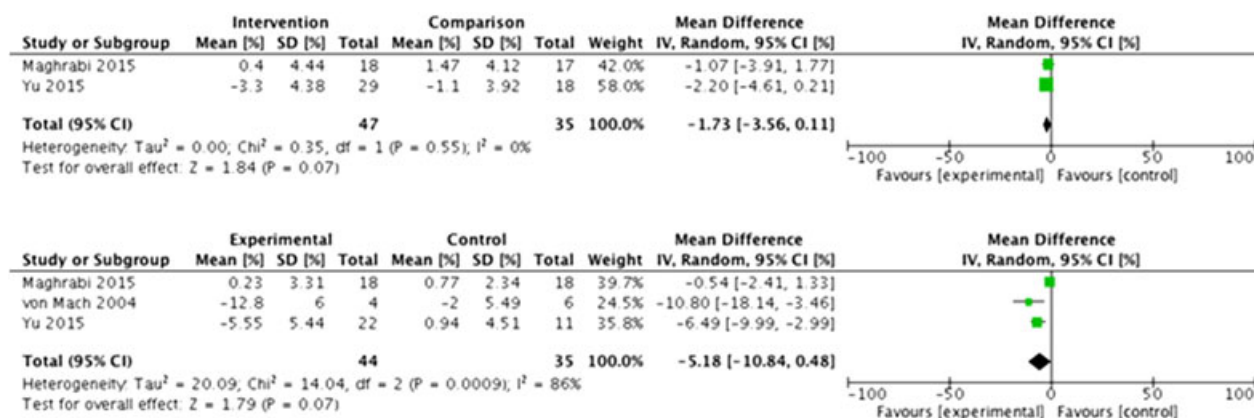 Intervention Comparison Mean Difference Mean Difference
Study or Subgroup Mean [%] SD [%] Total Mean [%] SD [%] Total Weight IV, Random, 95% CI [%] IV, Random, 95% CI [%]
Maghrabi 2015 0.4 4.44 18 1.47 4.12 17 42.0% -1.07 [-3.91, 1.77]
Yu 2015 -3.3 4.38 29 -1.1 3.92 18 58.0% -2.20 [-4.61, 0.21]
Total (95% CI) 47 35 100.0% -1.73 [-3.56, 0.11]
Heterogeneity: Tau² = 0.00; Chi² = 0.35, df = 1 (P = 0.55); I² = 0%
Test for overall effect: Z = 1.84 (P = 0.07)
-100 -50 0 50 100
Favours [experimental] Favours [control]
Experimental Control Mean Difference Mean Difference
Study or Subgroup Mean [%] SD [%] Total Mean [%] SD [%] Total Weight IV, Random, 95% CI [%] IV, Random, 95% CI [%]
Maghrabi 2015 0.23 3.31 18 0.77 2.34 18 39.7% -0.54 [-2.41, 1.33]
von Mach 2004 -12.8 6 4 -2 5.49 6 24.5% -10.80 [-18.14, -3.46]
Yu 2015 -5.55 5.44 22 0.94 4.51 11 35.8% -6.49 [-9.99, -2.99]
Total (95% CI) 44 35 100.0% -5.18 [-10.84, 0.48]
Heterogeneity: Tau² = 20.09; Chi² = 14.04, df = 2 (P = 0.0009); I² = 86%
Test for overall effect: Z = 1.79 (P = 0.07)
-100 -50 0 50 100
Favours [experimental] Favours [control]